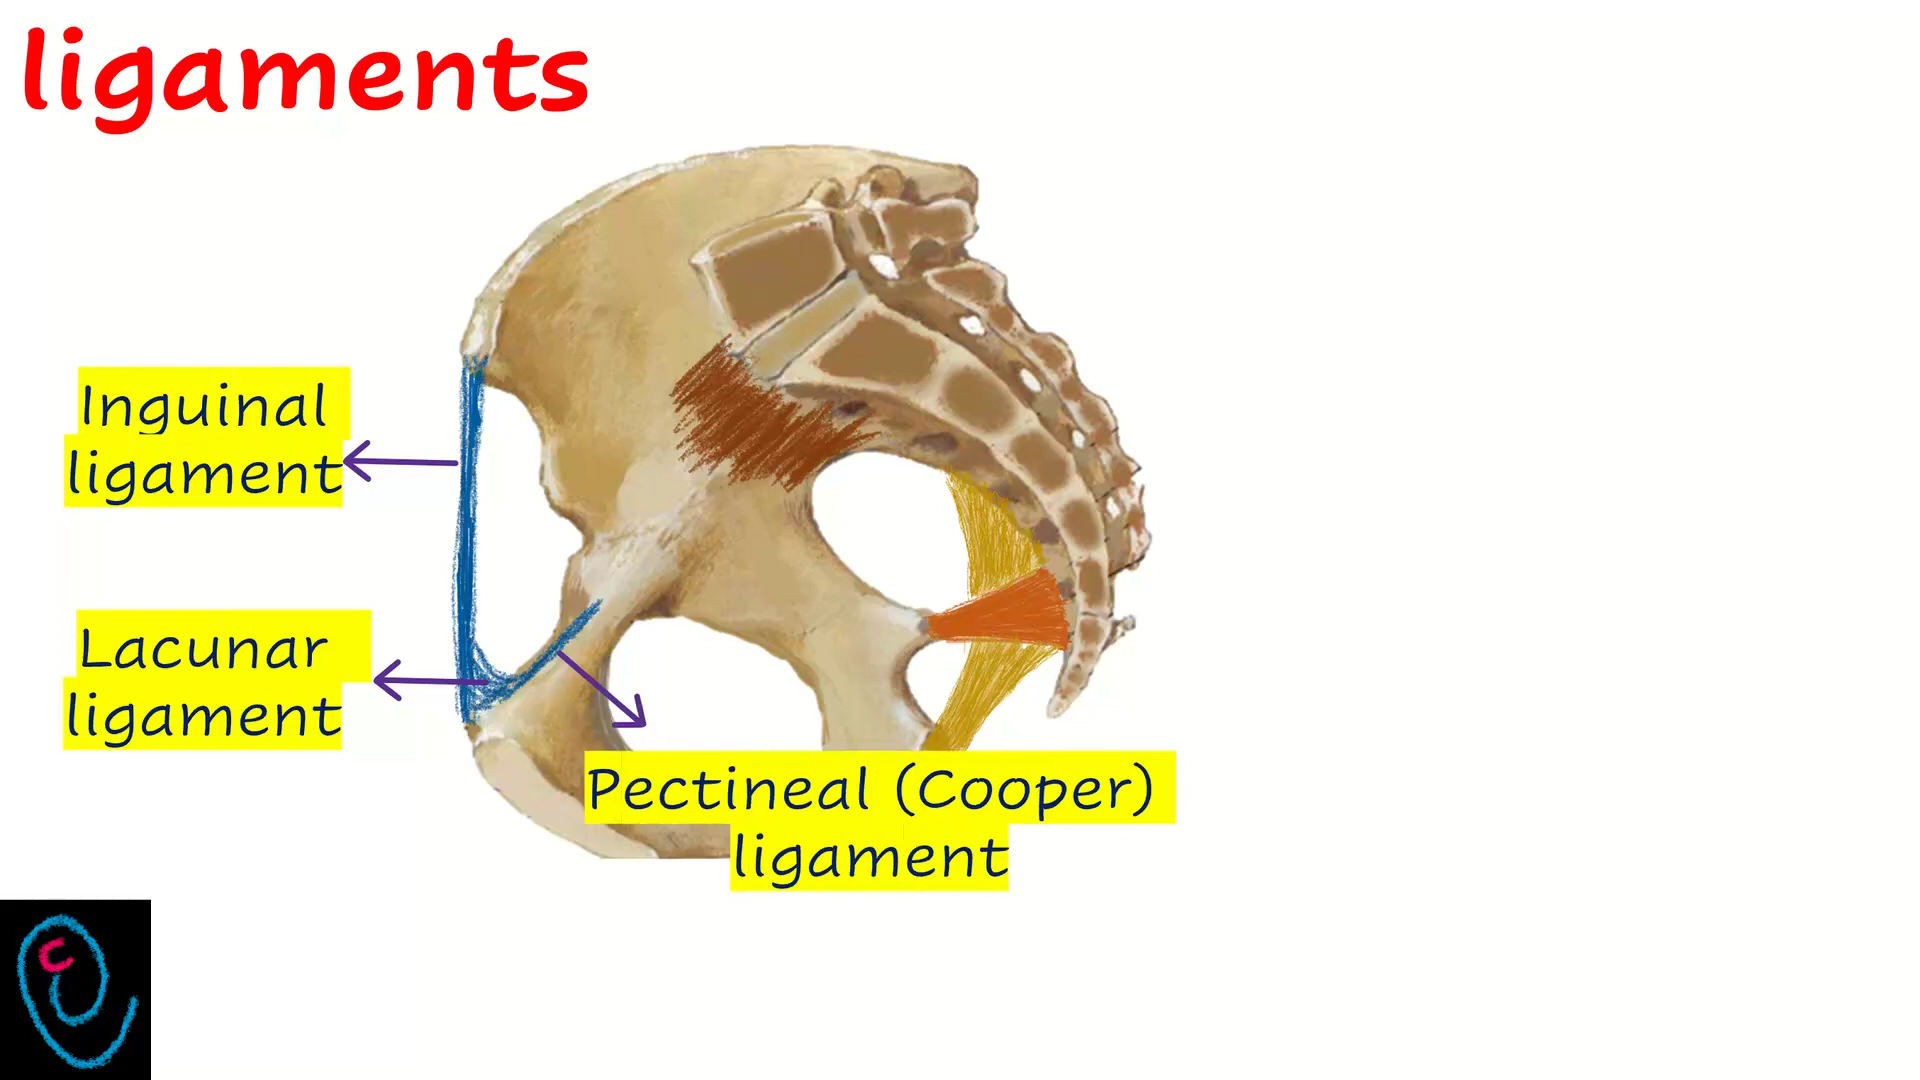 ligaments
Inguinal
ligament
Lacunar
ligament
Pectineal (Cooper)
ligament